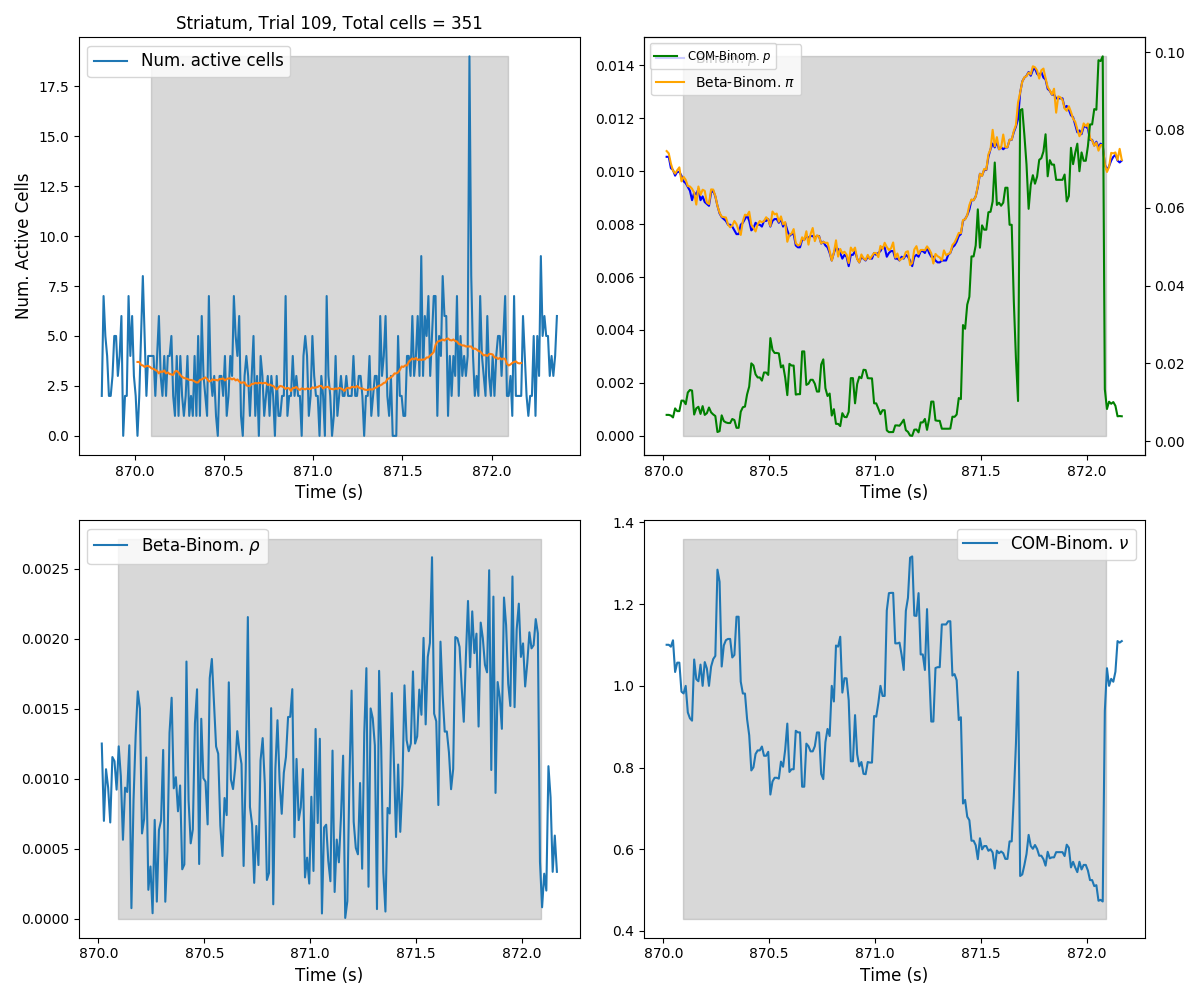 Striatum, Trial 109, Total cells = 351
Num. active cells
Num. Active Cells
17.5
15.0
12.5
10.0
7.5
5.0
2.5
0.0
870.0 870.5 871.0 871.5 872.0
Time (s)
COM-Binom. p
Beta-Binom. π
0.014
0.012
0.010
0.008
0.006
0.004
0.002
0.000
0.10
0.08
0.06
0.04
0.02
0.00
870.0 870.5 871.0 871.5 872.0
Time (s)
Beta-Binom. ρ
0.0025
0.0020
0.0015
0.0010
0.0005
0.0000
870.0 870.5 871.0 871.5 872.0
Time (s)
COM-Binom. ν
1.4
1.2
1.0
0.8
0.6
0.4
870.0 870.5 871.0 871.5 872.0
Time (s)